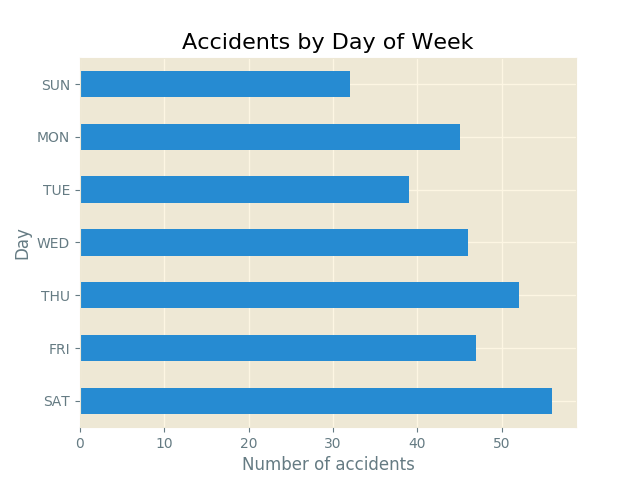 Accidents by Day of Week
SUN
MON
TUE
WED
THU
FRI
SAT
Day
0 10 20 30 40 50
Number of accidents